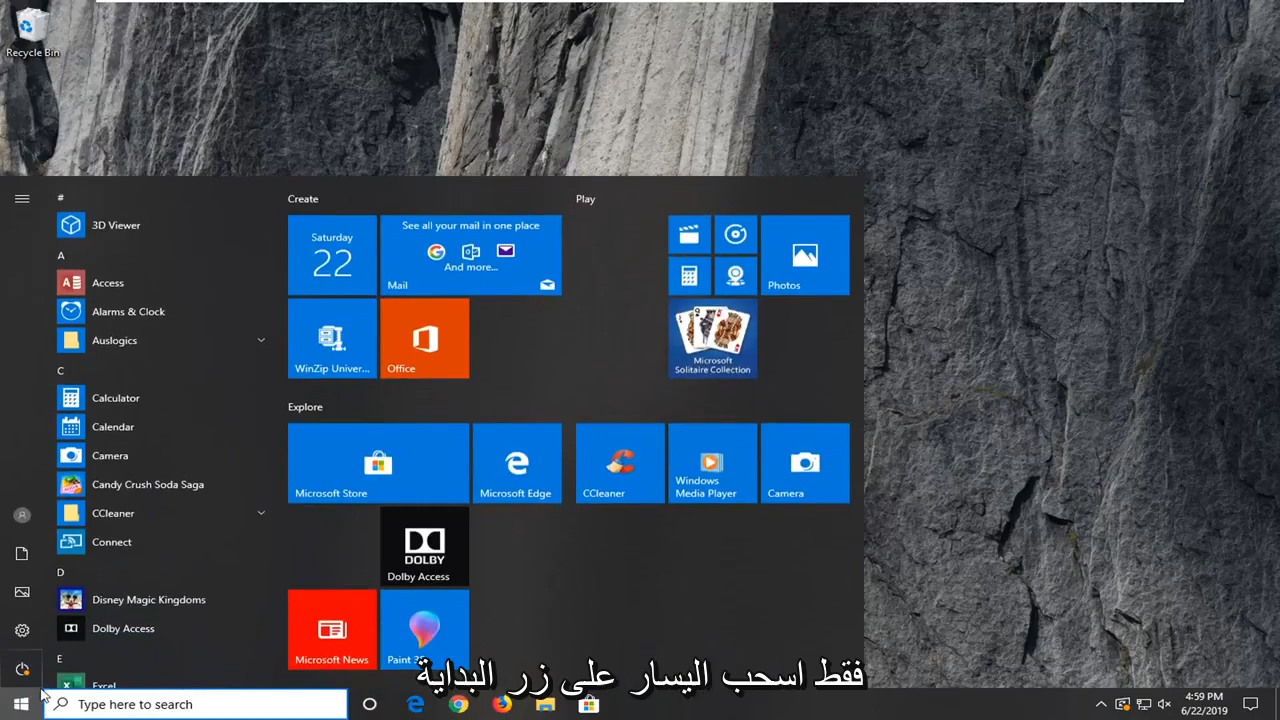 Recycle Bin
#
3D Viewer
A
Access
Alarms & Clock
Auslogics
C
Calculator
Calendar
Camera
Candy Crush Soda Saga
CCleaner
Connect
D
Disney Magic Kingdoms
Dolby Access
E
Excel
Create
Saturday
22
See all your mail in one place
And more...
Mail
WinZip Univer...
Office
Explore
Microsoft Store
Microsoft Edge
DOLBY
Dolby Access
Microsoft News
Paint 3D
Play
Photos
Microsoft
Solitaire Collection
CCleaner
Windows
Media Player
Camera
فقط اسحب اليسار على زر البداية
Type here to search
4:59 PM
6/22/2019